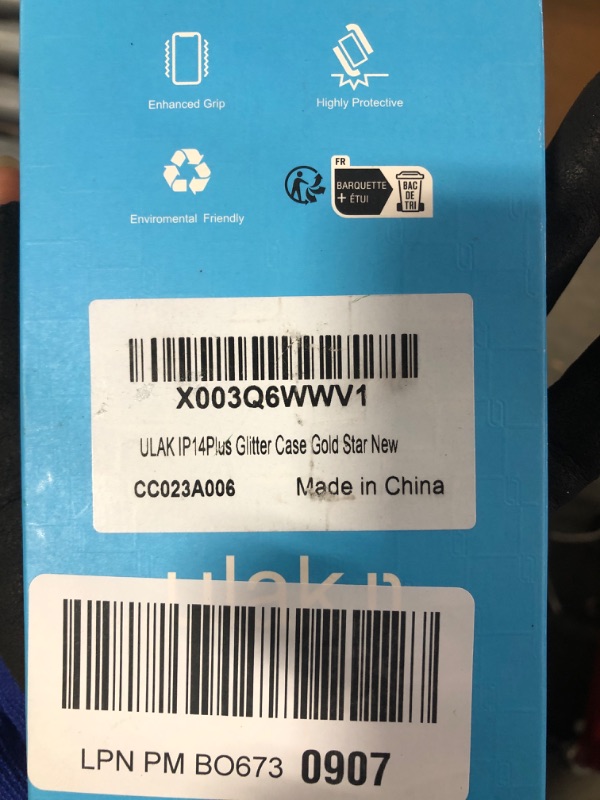 Enhanced Grip
Highly Protective
Enviromental Friendly
FR
BARQUETTE
+ ÉTUI
BAC
DE
TRI
X003Q6WWV1
ULAK IP14Plus Glitter Case Gold Star New
CC023A006 Made in China
ulak
LPN PM BO673 0907